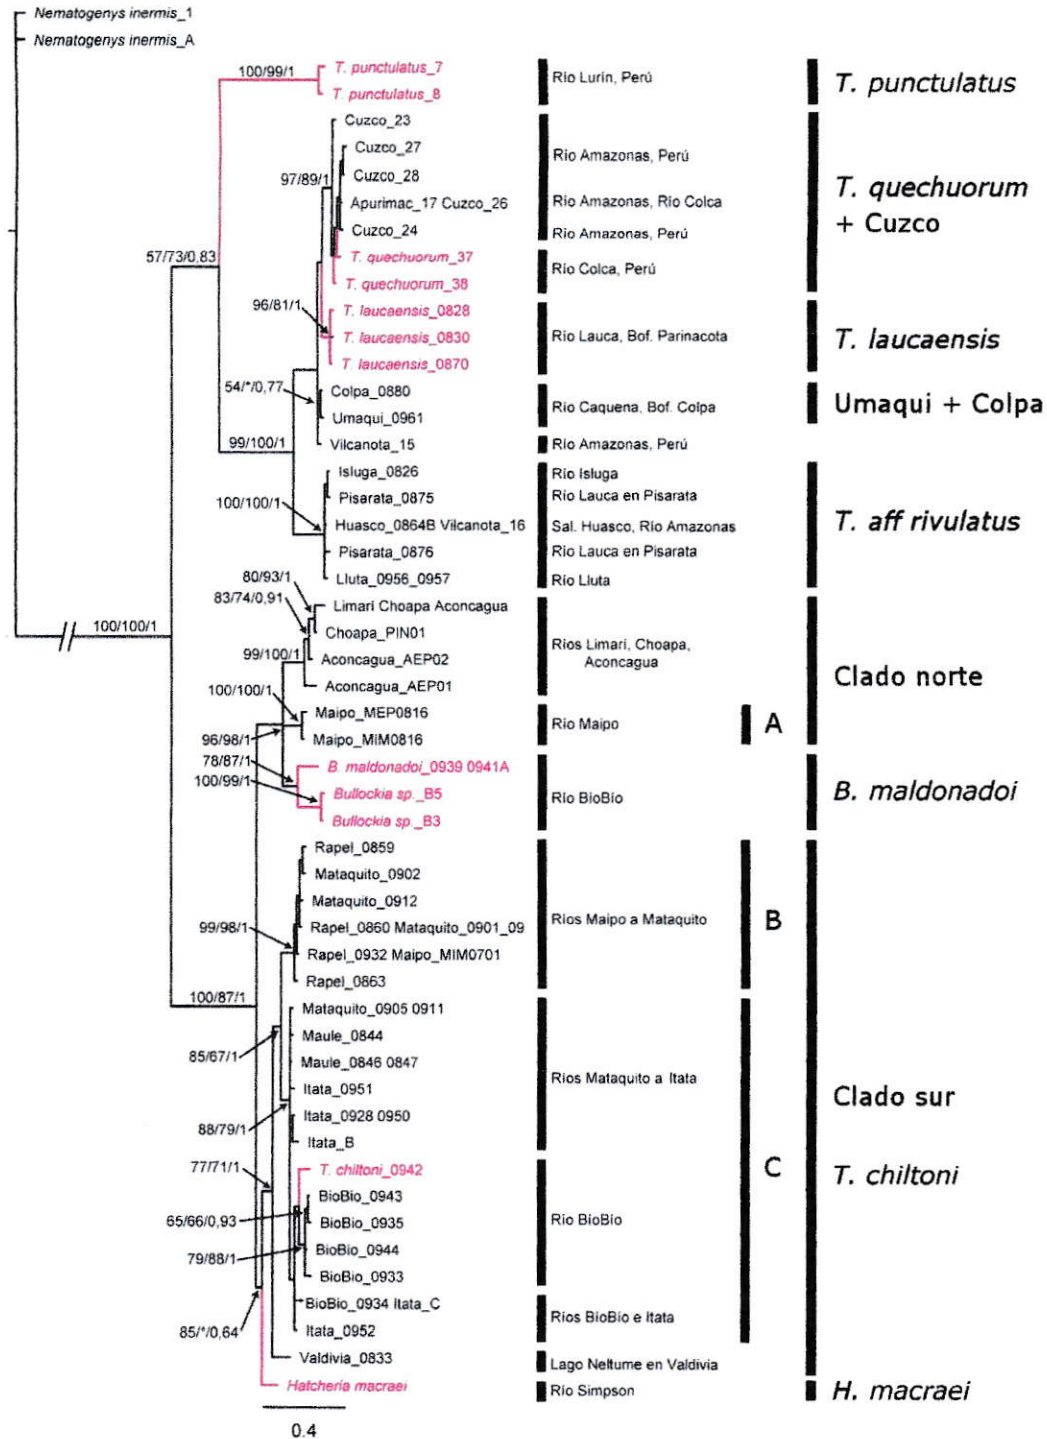 Nematogenys inermis_1
Nematogenys inermis_A
100/99/1
T. punctulatus_7
T. punctulatus_8
Río Lurín, Perú
T. punctulatus
Cuzco_23
Cuzco_27
Cuzco_28
Apurimac_17 Cuzco_26
Cuzco_24
T. quechuorum_37
T. quechuorum_38
97/89/1
Río Amazonas, Perú
Río Amazonas, Río Colca
Río Amazonas, Perú
Río Colca, Perú
T. quechuorum
+ Cuzco
57/73/0,83
96/81/1
T. laucaensis_0828
T. laucaensis_0830
T. laucaensis_0870
Río Lauca, Bof. Parinacota
T. laucaensis
54/*/0,77
Colpa_0880
Umaqui_0961
Río Caquena, Bof. Colpa
Umaqui + Colpa
Vilcanota_15
Río Amazonas, Perú
99/100/1
100/100/1
Isluga_0826
Pisarata_0875
Huasco_0864B Vilcanota_16
Pisarata_0876
Lluta_0956_0957
Río Isluga
Río Lauca en Pisarata
Sal. Huasco, Río Amazonas
Río Lauca en Pisarata
Río Lluta
T. aff rivulatus
100/100/1
80/93/1
83/74/0,91
99/100/1
Limarí Choapa Aconcagua
Choapa_PIN01
Aconcagua_AEP02
Aconcagua_AEP01
Ríos Limarí, Choapa,
Aconcagua
Clado norte
100/100/1
Maipo_MEP0816
Maipo_MIM0816
Río Maipo
A
96/98/1
78/87/1
100/99/1
B. maldonadoi_0939 0941A
Bullockia sp._B5
Bullockia sp._B3
Río BioBío
B. maldonadoi
Rapel_0859
Mataquito_0902
Mataquito_0912
Rapel_0860 Mataquito_0901_09
Rapel_0932 Maipo_MIM0701
Rapel_0863
99/98/1
Ríos Maipo a Mataquito
B
100/87/1
85/67/1
Mataquito_0905 0911
Maule_0844
Maule_0846 0847
Itata_0951
Itata_0928 0950
Itata_B
88/79/1
Ríos Mataquito a Itata
Clado sur
C
T. chiltoni
77/71/1
T. chiltoni_0942
BioBio_0943
BioBio_0935
BioBio_0944
BioBio_0933
65/66/0,93
79/88/1
Río BioBío
BioBio_0934 Itata_C
Itata_0952
Ríos BioBío e Itata
85/*/0,64
Valdivia_0833
Lago Neltume en Valdivia
Hatcheria macraei
Río Simpson
H. macraei
0.4